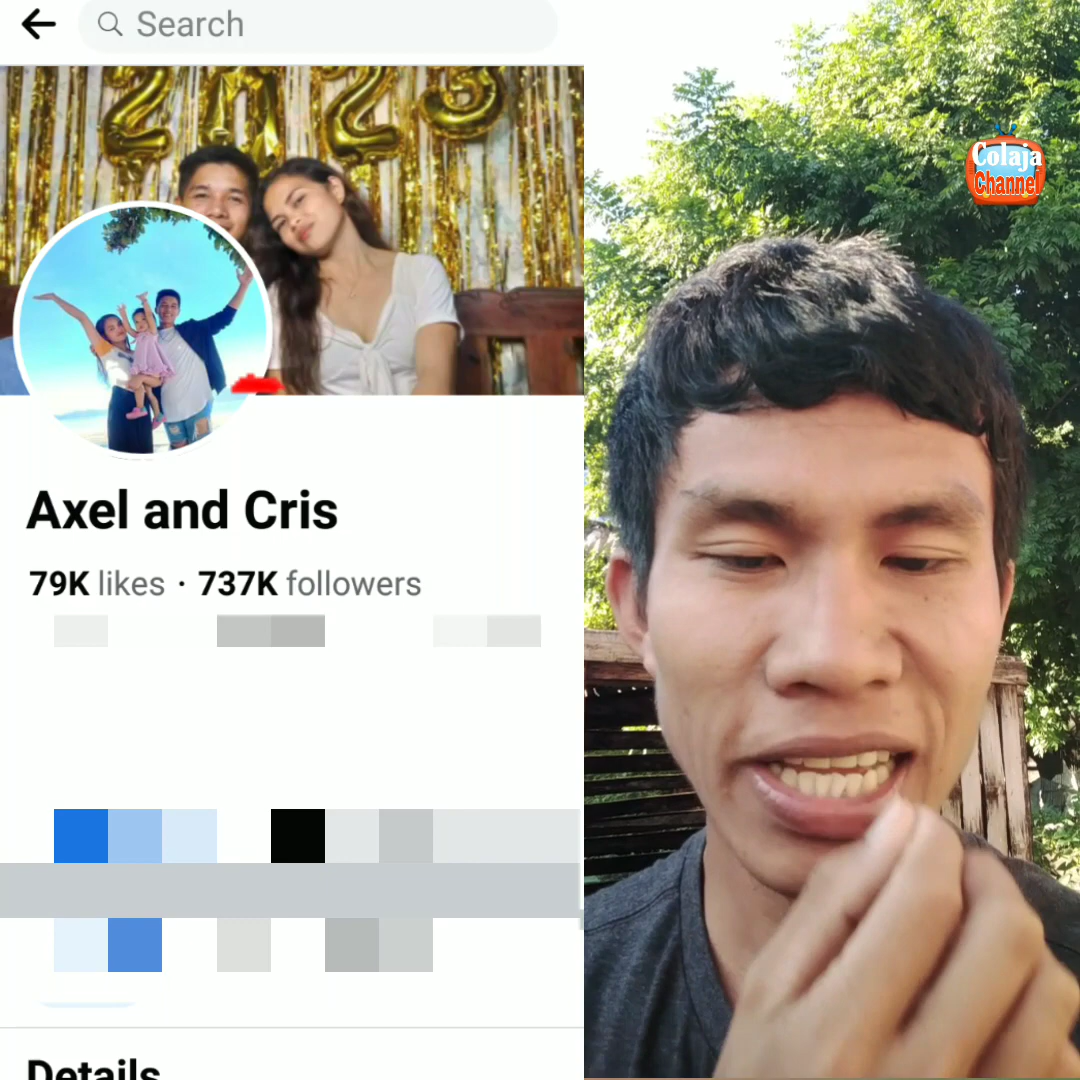 Search
2023
Colaja
Channel
Axel and Cris
79K likes · 737K followers
Details